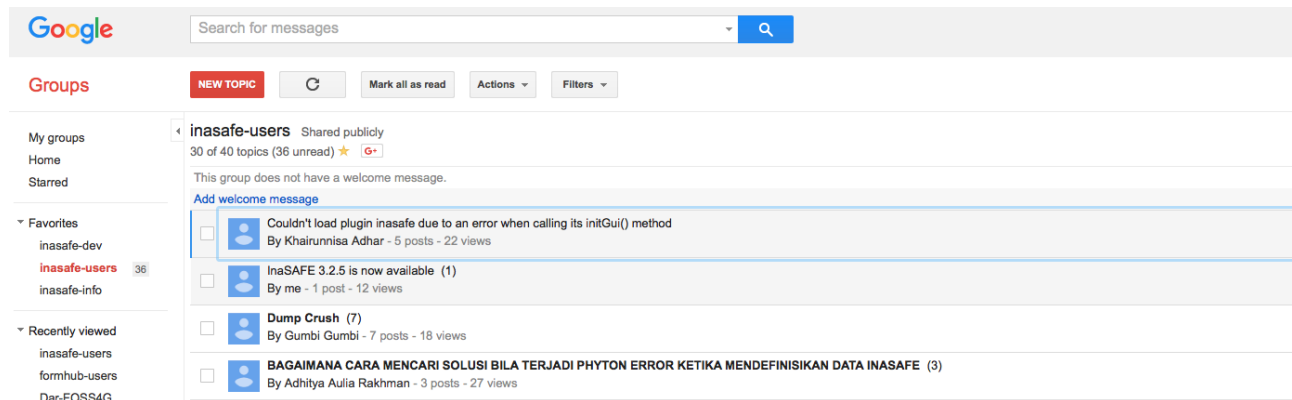 Google
Search for messages
Groups
NEW TOPIC
Mark all as read
Actions
Filters
My groups
Home
Starred
Favorites
inasafe-dev
inasafe-users 36
inasafe-info
Recently viewed
inasafe-users
formhub-users
Dar-FOSS4G
inasafe-users Shared publicly
30 of 40 topics (36 unread) G+
This group does not have a welcome message.
Add welcome message
Couldn't load plugin inasafe due to an error when calling its initGui() method
By Khairunnisa Adhar - 5 posts - 22 views
InaSAFE 3.2.5 is now available (1)
By me - 1 post - 12 views
Dump Crush (7)
By Gumbi Gumbi - 7 posts - 18 views
BAGAIMANA CARA MENCARI SOLUSI BILA TERJADI PHYTON ERROR KETIKA MENDEFINISIKAN DATA INASAFE (3)
By Adhitya Aulia Rakhman - 3 posts - 27 views